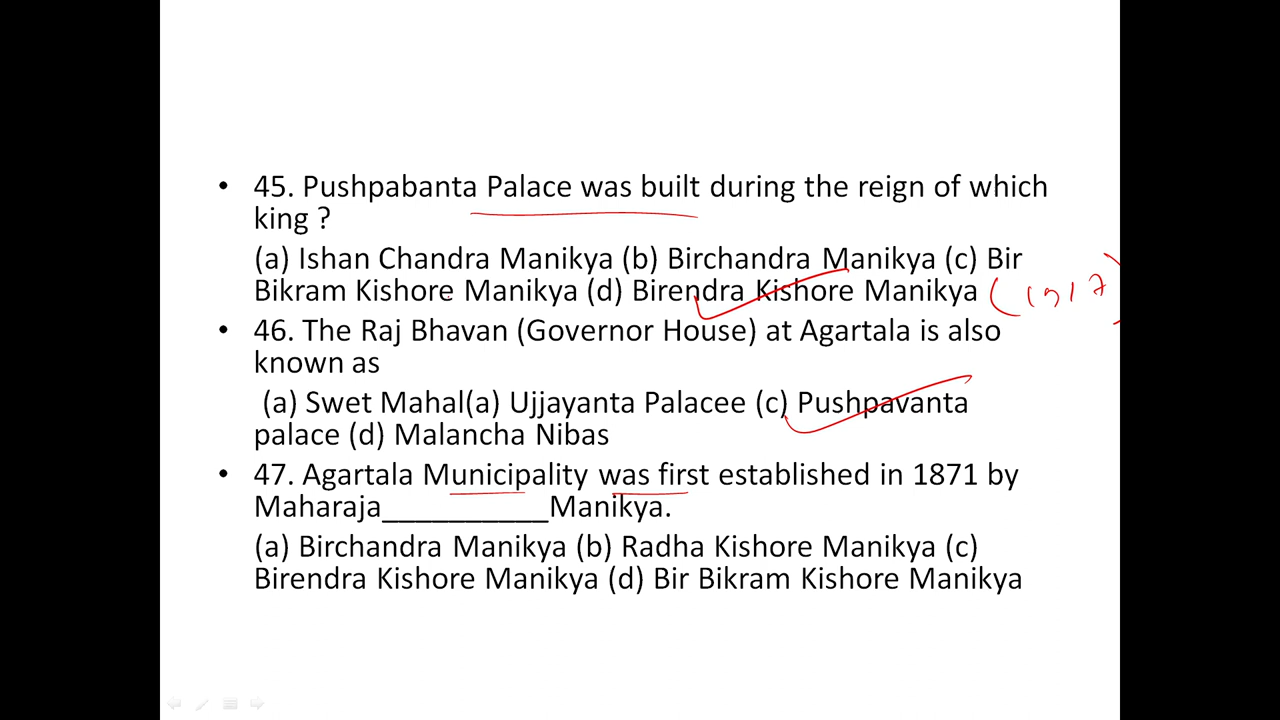 • 45. Pushpabanta Palace was built during the reign of which
king ?
(a) Ishan Chandra Manikya (b) Birchandra Manikya (c) Bir
Bikram Kishore Manikya (d) Birendra Kishore Manikya (1917)
• 46. The Raj Bhavan (Governor House) at Agartala is also
known as
(a) Swet Mahal(a) Ujjayanta Palacee (c) Pushpavanta
palace (d) Malancha Nibas
• 47. Agartala Municipality was first established in 1871 by
Maharaja__________Manikya.
(a) Birchandra Manikya (b) Radha Kishore Manikya (c)
Birendra Kishore Manikya (d) Bir Bikram Kishore Manikya